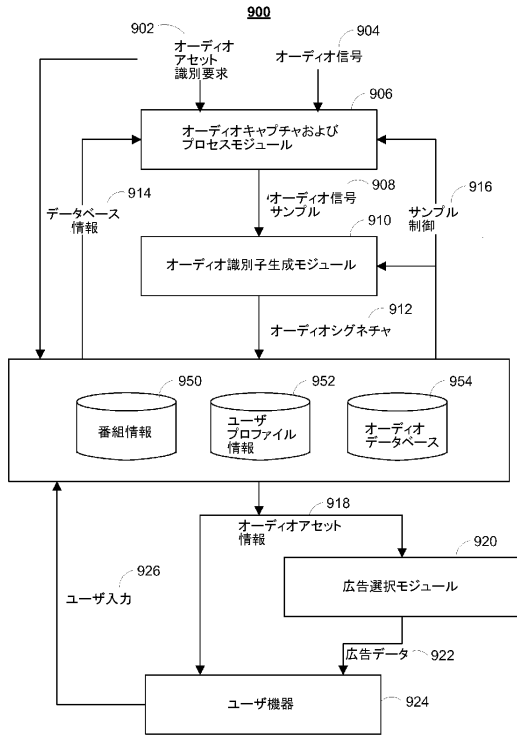 900
902
オーディオ
アセット
識別要求
904
オーディオ信号
906
オーディオキャプチャおよび
プロセスモジュール
914
データベース
情報
908
オーディオ信号
サンプル
916
サンプル
制御
910
オーディオ識別子生成モジュール
912
オーディオシグネチャ
950
番組情報
952
ユーザ
プロファイル
情報
954
オーディオ
データベース
918
オーディオアセット
情報
920
広告選択モジュール
926
ユーザ入力
広告データ
922
ユーザ機器
924